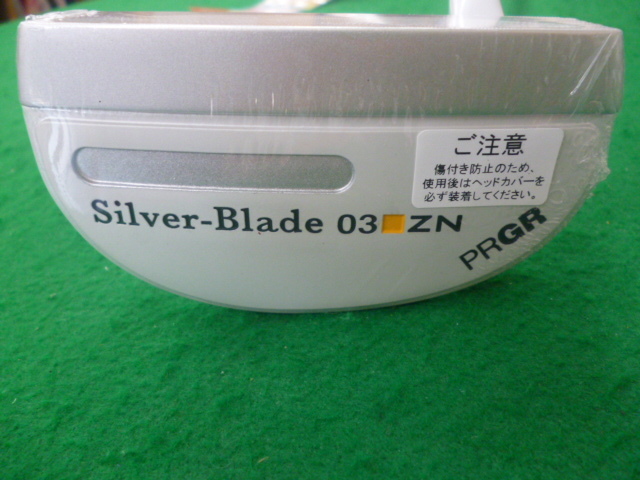 ご注意
傷付き防止のため、
使用後はヘッドカバーを
必ず装着してください。
Silver-Blade 03 ZN
PRGR